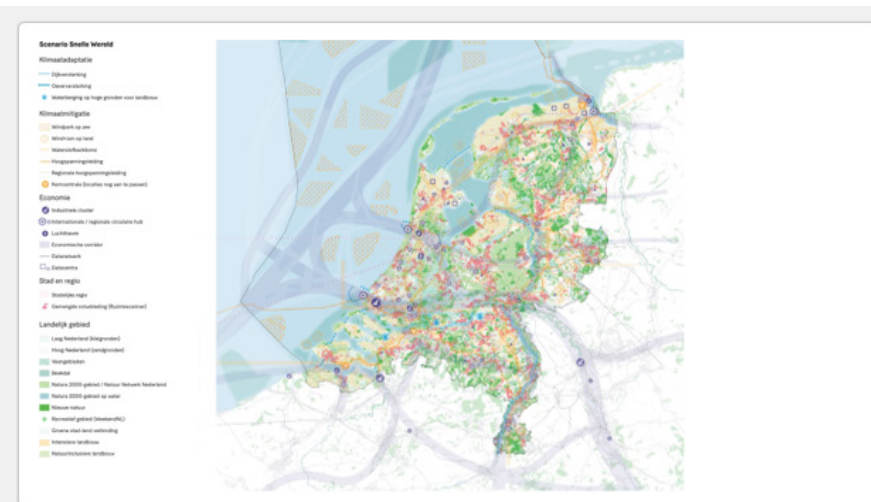 Scenario Snelle Wereld
Klimaatadaptatie
Dijkversterking
Oeverversterking
Waterberging op hoge gronden voor landbouw
Klimaatmitigatie
Windpark op zee
Windturbine op land
Waterstofbackbone
Hoogspanningsleiding
Regionale hoogspanningsleiding
Kerncentrale (locaties nog aan te passen)
Economie
Industriële cluster
Internationale / regionale circulaire hub
Luchthaven
Economische corridor
Datanetwerk
Datacentra
Stad en regio
Stedelijke regio
Gemengde ontwikkeling (Ruimtescanner)
Landelijk gebied
Laag Nederland (kleigronden)
Hoog Nederland (zandgronden)
Veengebieden
Beekdal
Natura 2000-gebied / Natuur Netwerk Nederland
Natura 2000-gebied op water
Nieuwe natuur
Recreatief gebied (WeekendNL)
Groene stad-land verbinding
Intensieve landbouw
Natuurinclusieve landbouw